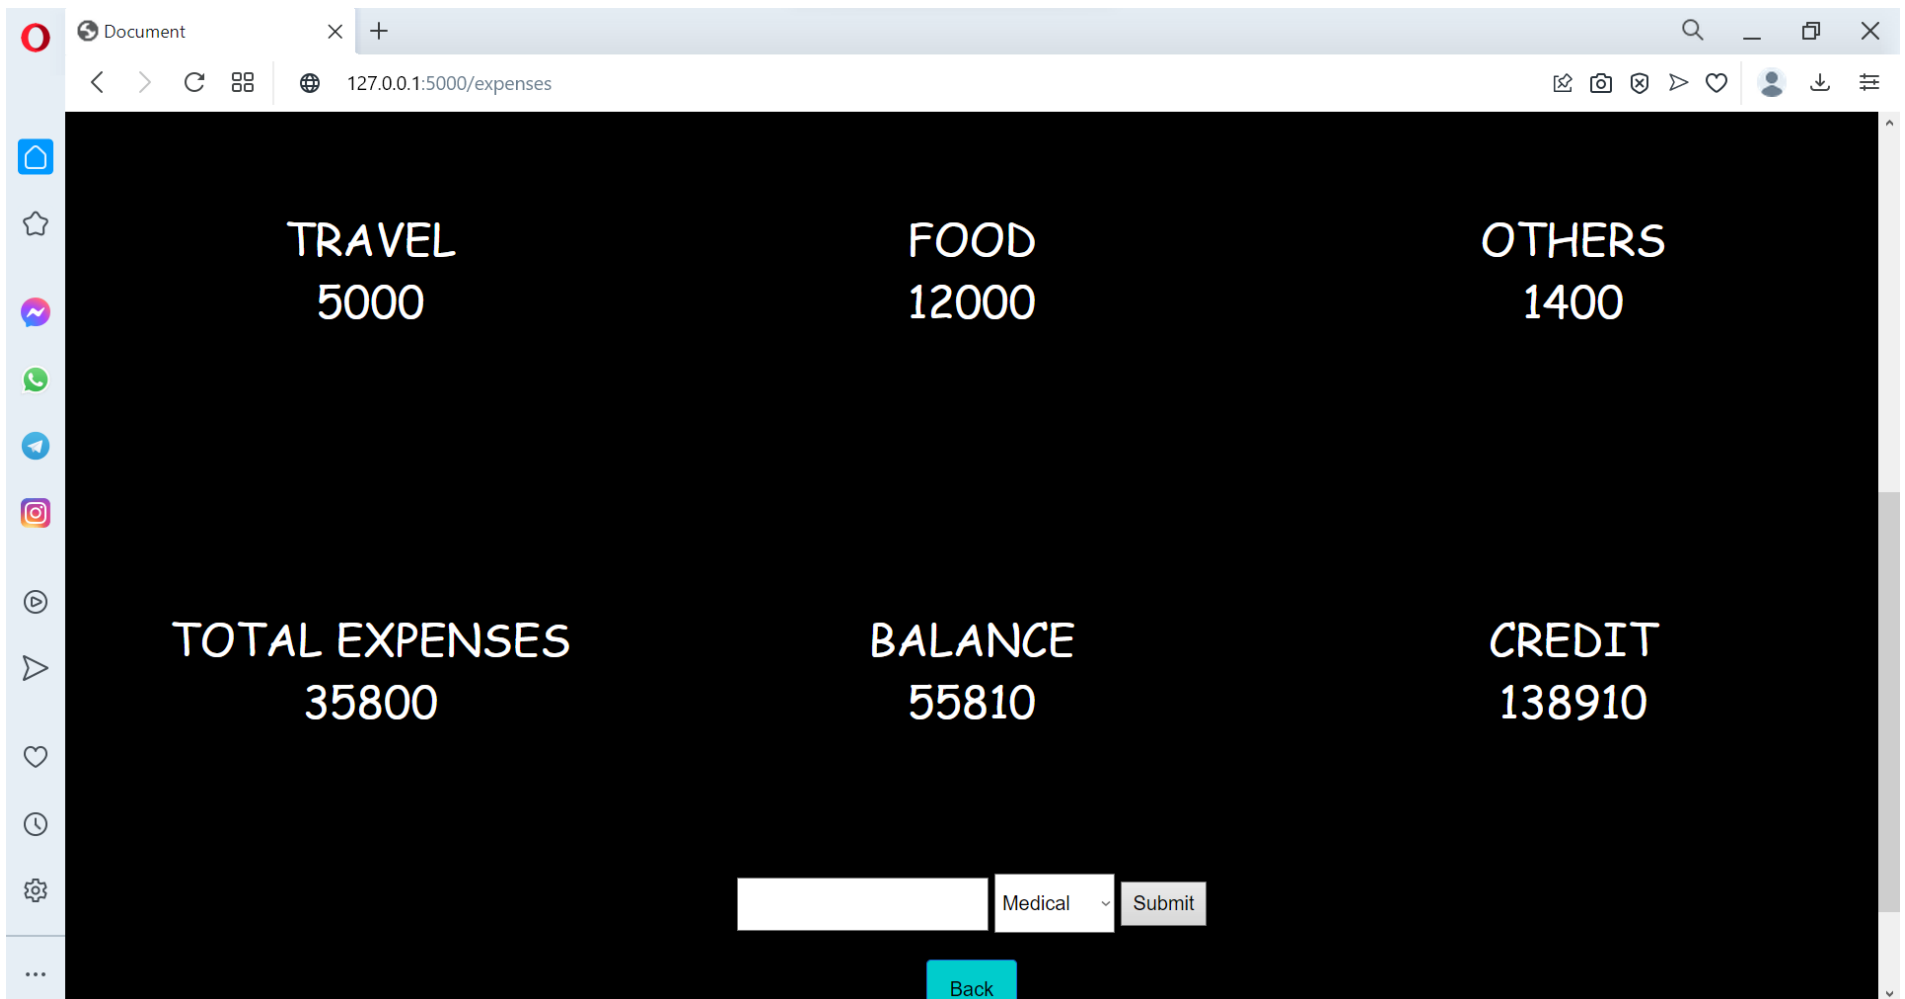 Document
127.0.0.1:5000/expenses
TRAVEL
5000
FOOD
12000
OTHERS
1400
TOTAL EXPENSES
35800
BALANCE
55810
CREDIT
138910
Medical
Submit
Back